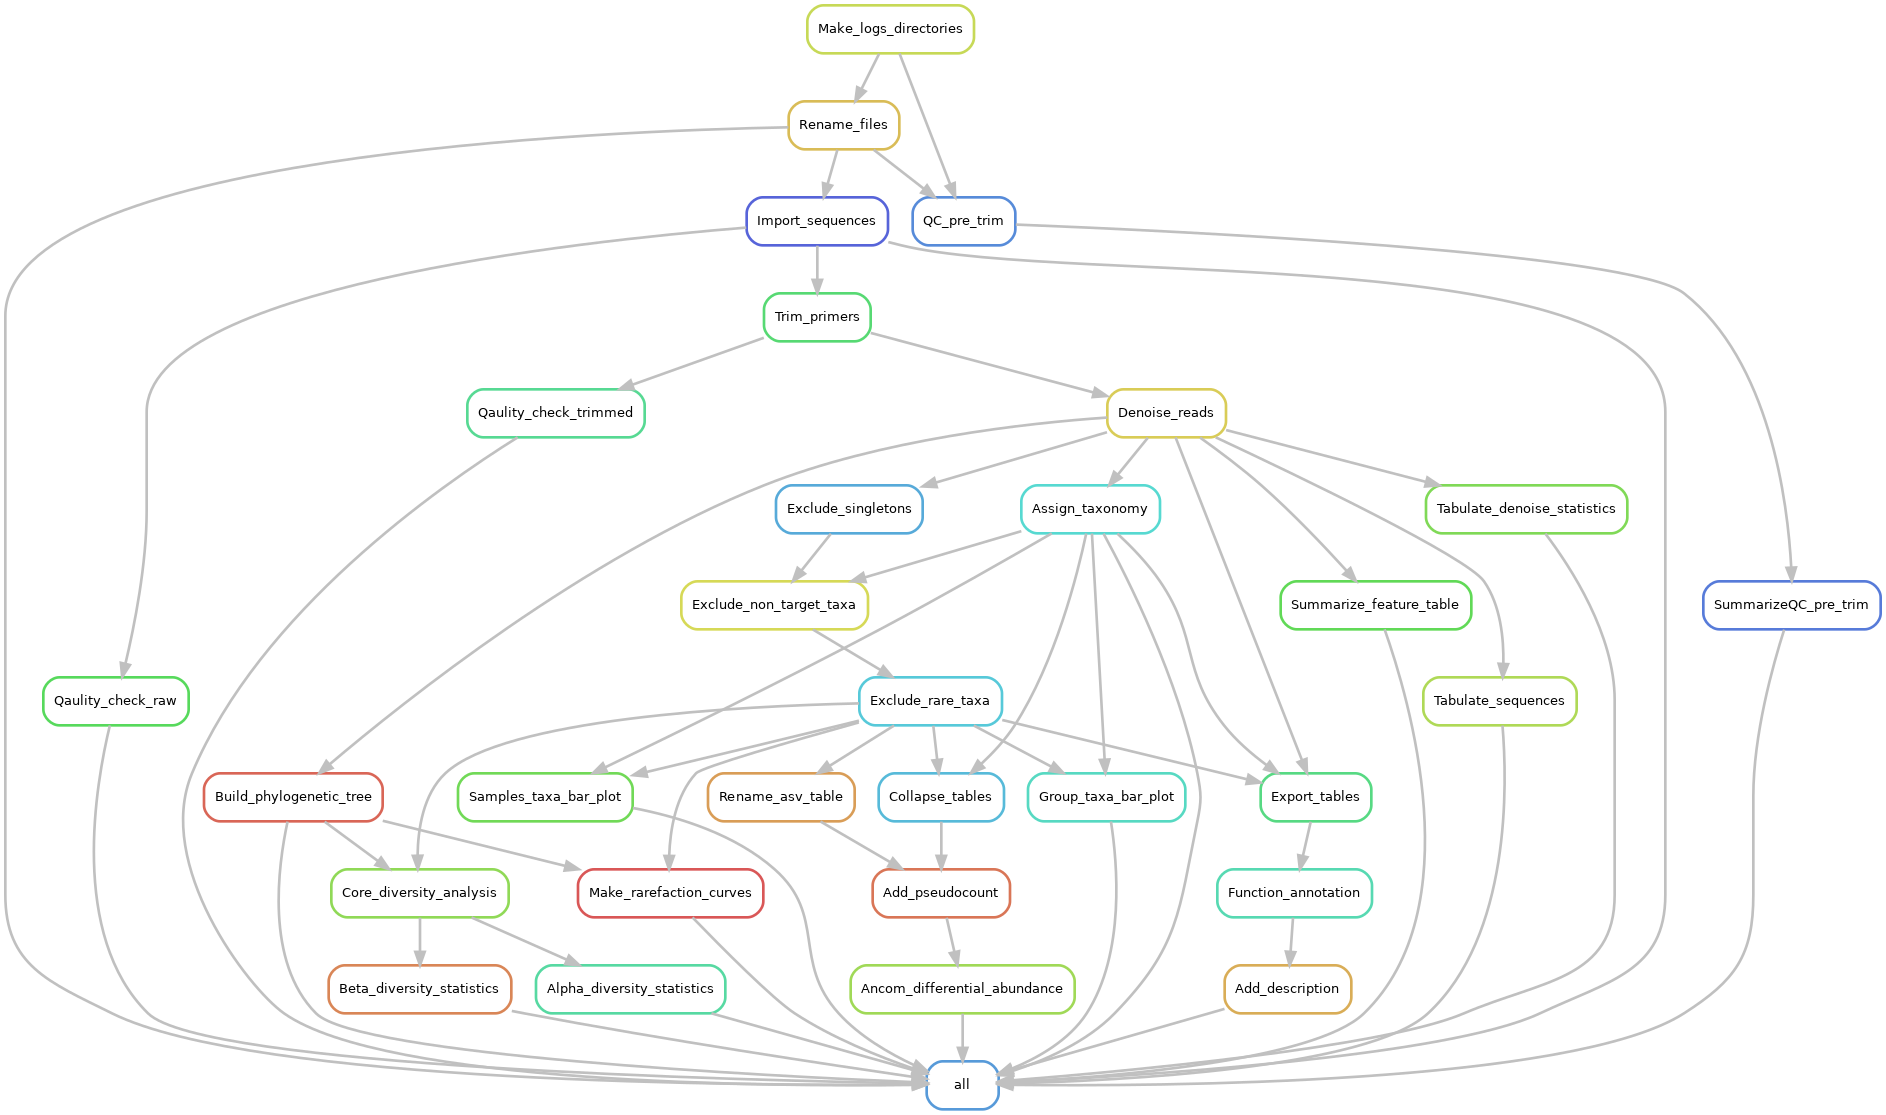 Make_logs_directories
Rename_files
Import_sequences
QC_pre_trim
Trim_primers
Qaulity_check_trimmed
Denoise_reads
Exclude_singletons
Assign_taxonomy
Tabulate_denoise_statistics
Exclude_non_target_taxa
Summarize_feature_table
SummarizeQC_pre_trim
Qaulity_check_raw
Exclude_rare_taxa
Tabulate_sequences
Build_phylogenetic_tree
Samples_taxa_bar_plot
Rename_asv_table
Collapse_tables
Group_taxa_bar_plot
Export_tables
Core_diversity_analysis
Make_rarefaction_curves
Add_pseudocount
Function_annotation
Beta_diversity_statistics
Alpha_diversity_statistics
Ancom_differential_abundance
Add_description
all